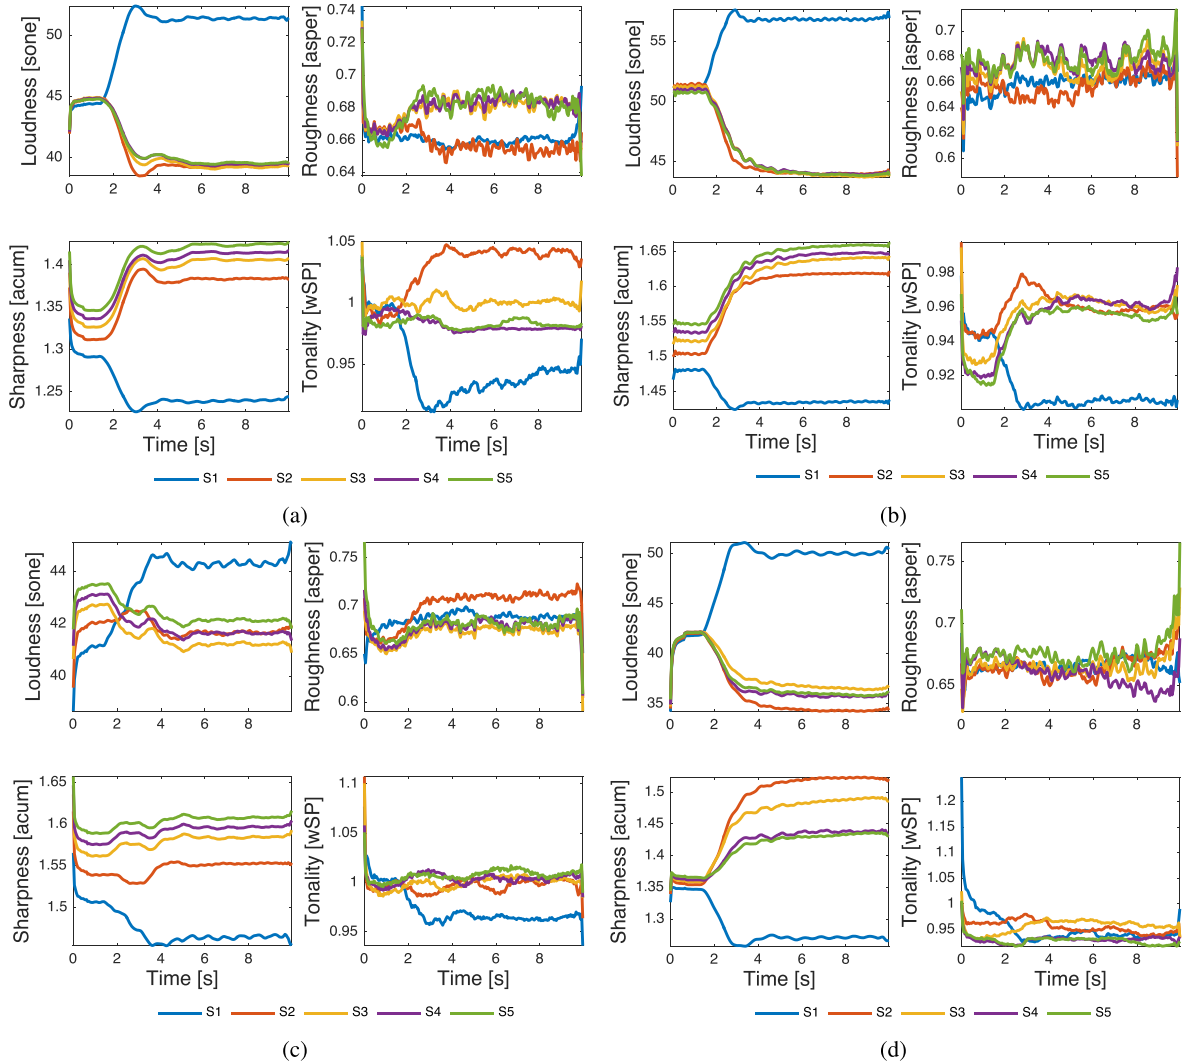 Loudness [sone]
50
45
40
0 2 4 6 8
Roughness [asper]
0.74
0.72
0.7
0.68
0.66
0.64
0 2 4 6 8
Sharpness [acum]
1.4
1.35
1.3
1.25
0 2 4 6 8
Time [s]
Tonality [wSP]
1.05
1
0.95
0 2 4 6 8
Time [s]
S1 S2 S3 S4 S5
(a)
Loudness [sone]
55
50
45
0 2 4 6 8
Roughness [asper]
0.7
0.68
0.66
0.64
0.62
0.6
0 2 4 6 8
Sharpness [acum]
1.65
1.6
1.55
1.5
1.45
0 2 4 6 8
Time [s]
Tonality [wSP]
0.98
0.96
0.94
0.92
0 2 4 6 8
Time [s]
S1 S2 S3 S4 S5
(b)
Loudness [sone]
44
42
40
0 2 4 6 8
Roughness [asper]
0.75
0.7
0.65
0.6
0 2 4 6 8
Sharpness [acum]
1.65
1.6
1.55
1.5
0 2 4 6 8
Time [s]
Tonality [wSP]
1.1
1.05
1
0.95
0 2 4 6 8
Time [s]
S1 S2 S3 S4 S5
(c)
Loudness [sone]
50
45
40
35
0 2 4 6 8
Roughness [asper]
0.75
0.7
0.65
0 2 4 6 8
Sharpness [acum]
1.5
1.45
1.4
1.35
1.3
0 2 4 6 8
Time [s]
Tonality [wSP]
1.2
1.15
1.1
1.05
1
0.95
0 2 4 6 8
Time [s]
S1 S2 S3 S4 S5
(d)